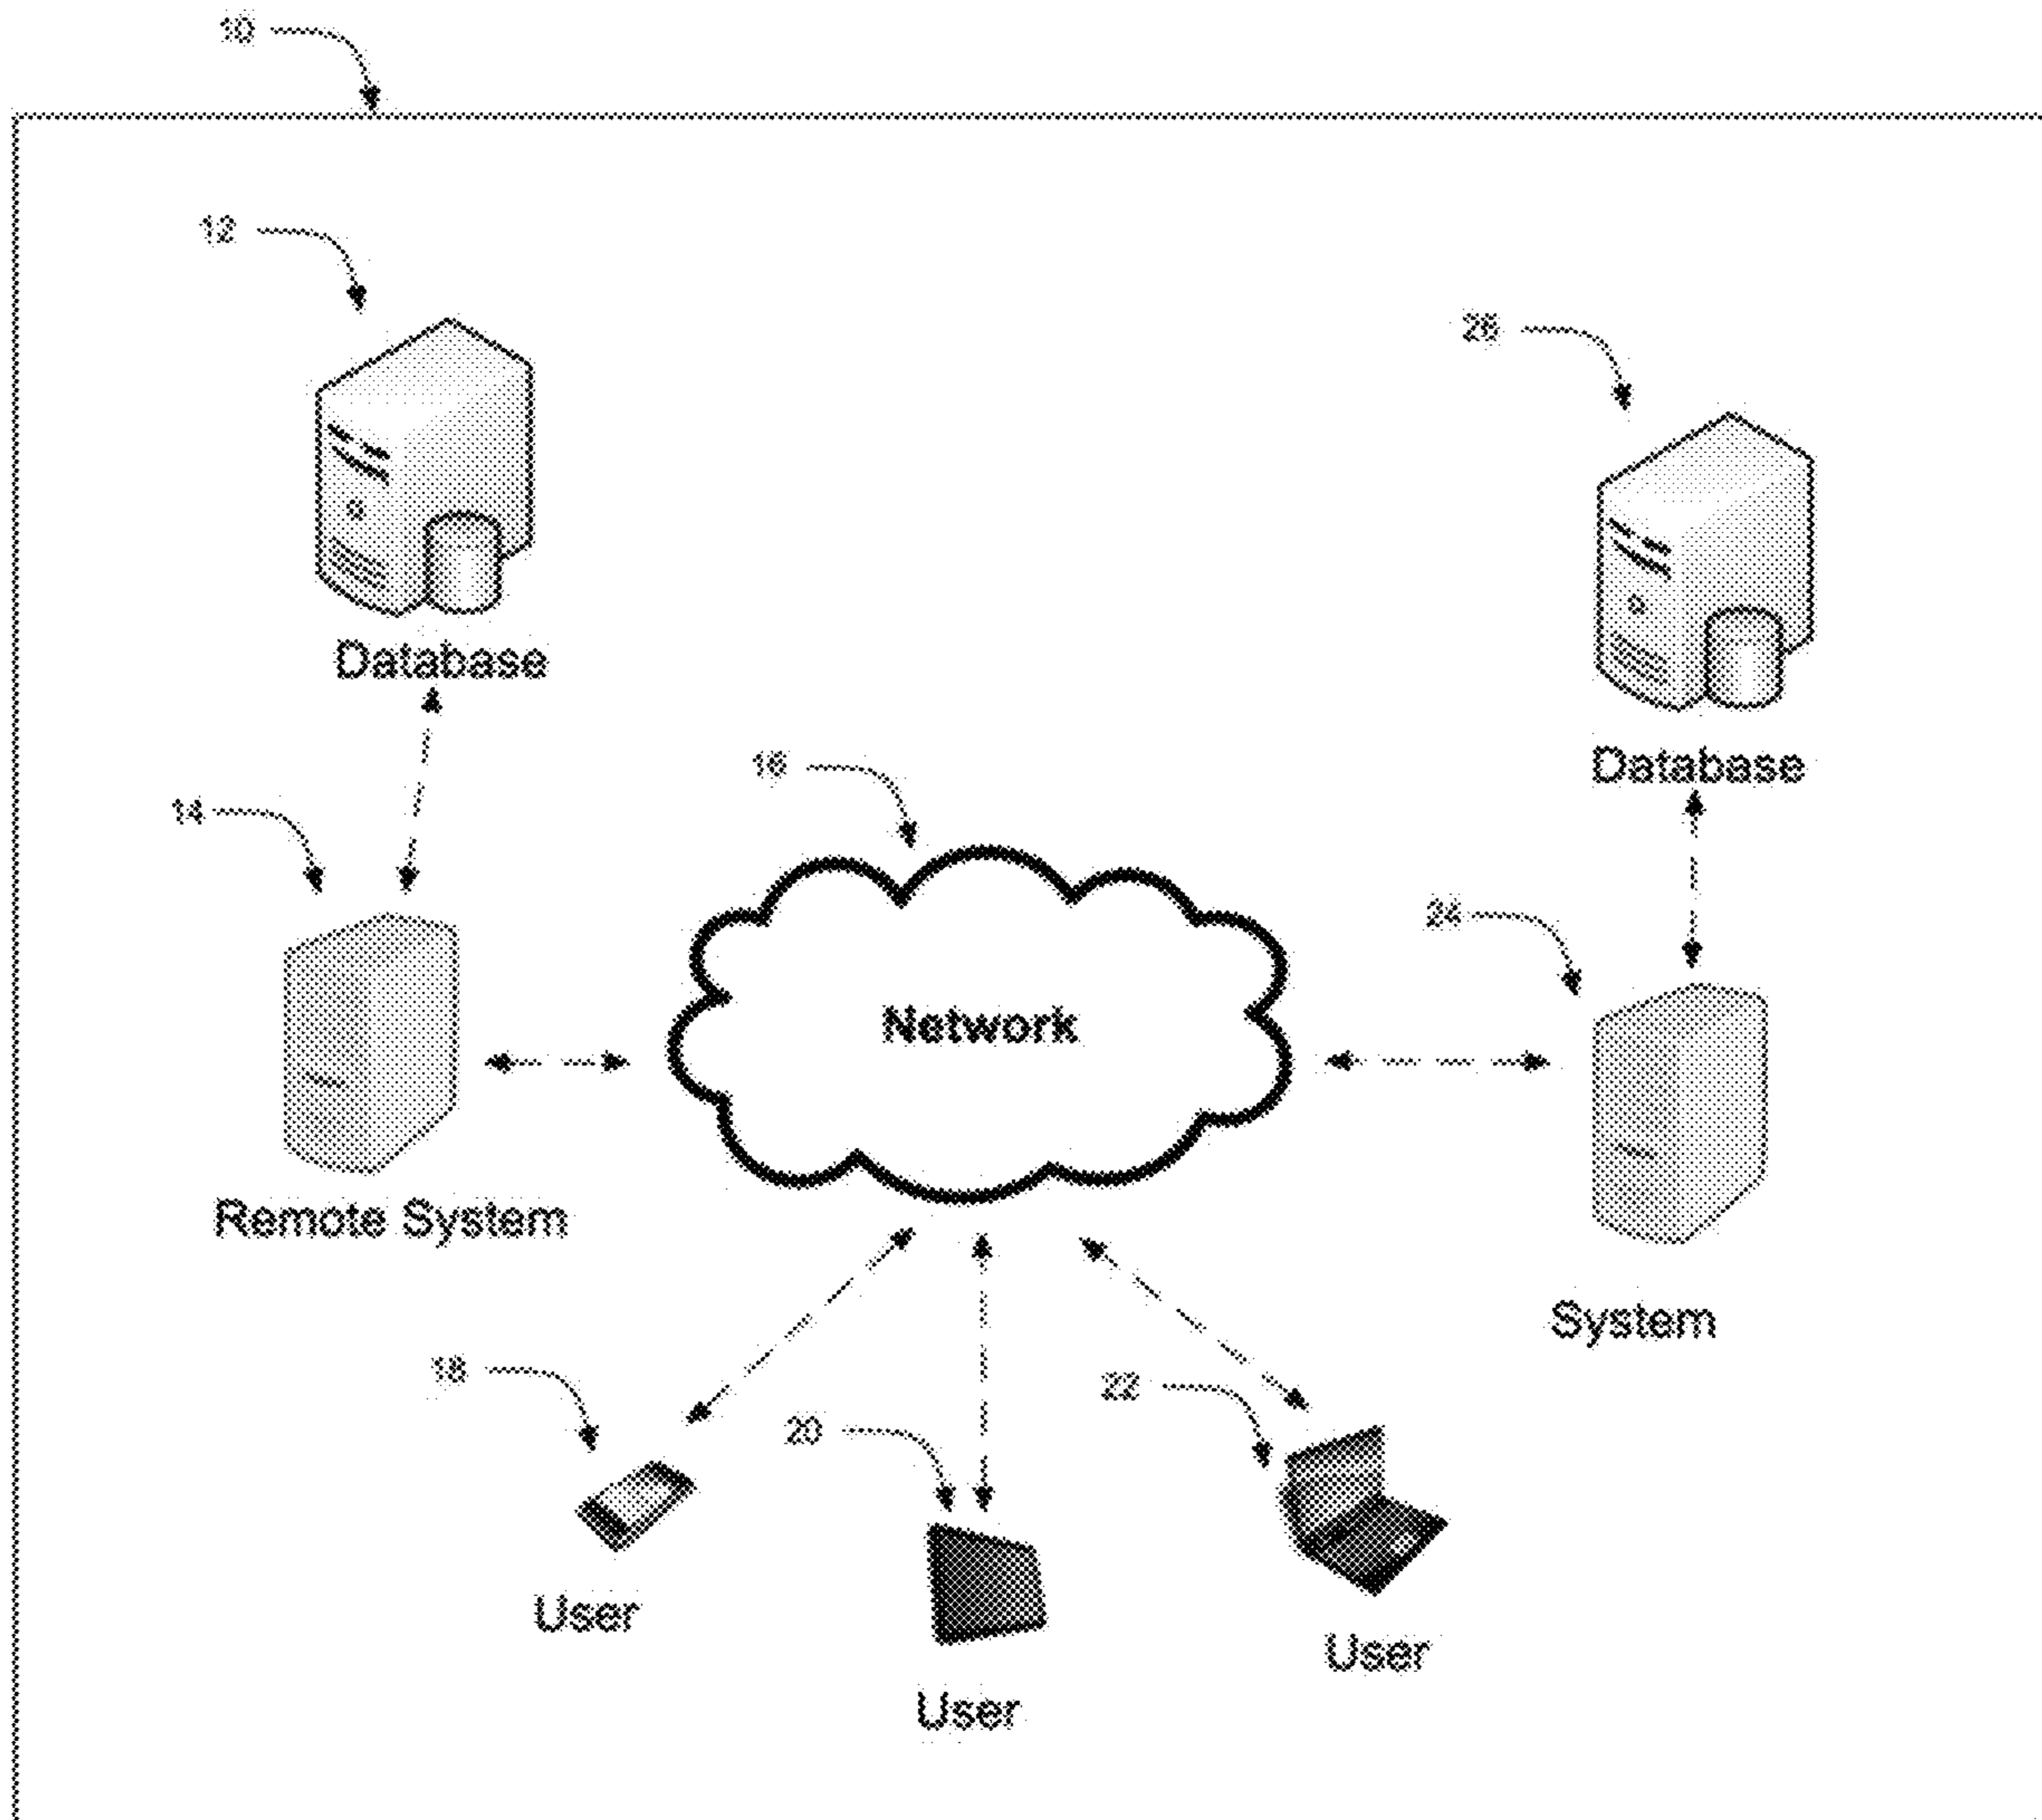 10
12
26
Database
Database
16
14
24
Network
Remote System
System
18
22
20
User
User
User